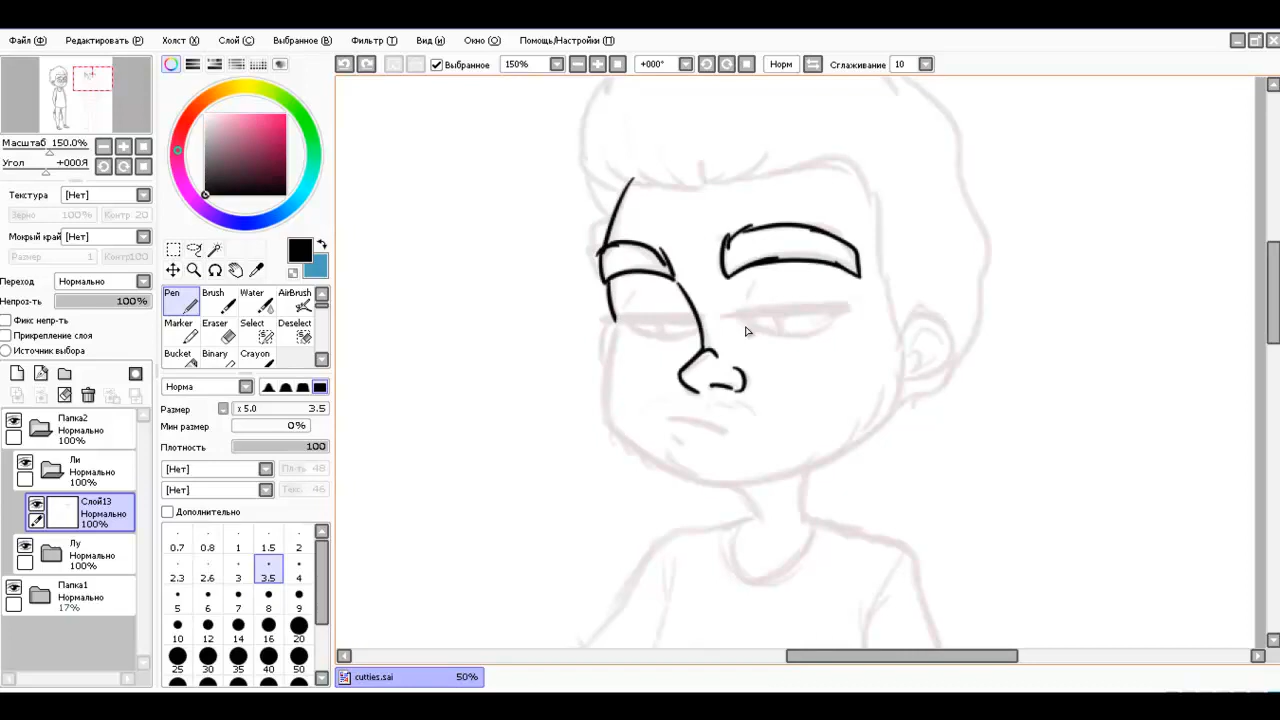 Файл (Ф) Редактировать (P) Холст (X) Слой (C) Выбранное (B) Фильтр (T) Вид (и) Окно (O) Помощь/Настройки (П)
Выбранное 150% +000° Норм Сглаживание 10
Масштаб 150.0%
Угол +000Я
Текстура [Нет]
Зерно 100% Контр 20
Мокрый край [Нет]
Размер 1 Контр100
Переход Нормально
Непроз-ть 100%
Фикс непр-ть
Прикрепление слоя
Источник выбора
Папка2
Нормально
100%
Ли
Нормально
100%
Слой13
Нормально
100%
Лу
Нормально
100%
Папка1
Нормально
17%
Pen Brush Water AirBrush
Marker Eraser Select Deselect
Bucket Binary Crayon
Норма
Размер x 5.0 3.5
Мин размер 0%
Плотность 100
[Нет] Пл-ть 48
[Нет] Текс. 46
Дополнительно
0.7 0.8 1 1.5 2
2.3 2.6 3 3.5 4
5 6 7 8 9
10 12 14 16 20
25 30 35 40 50
cutties.sai 50%